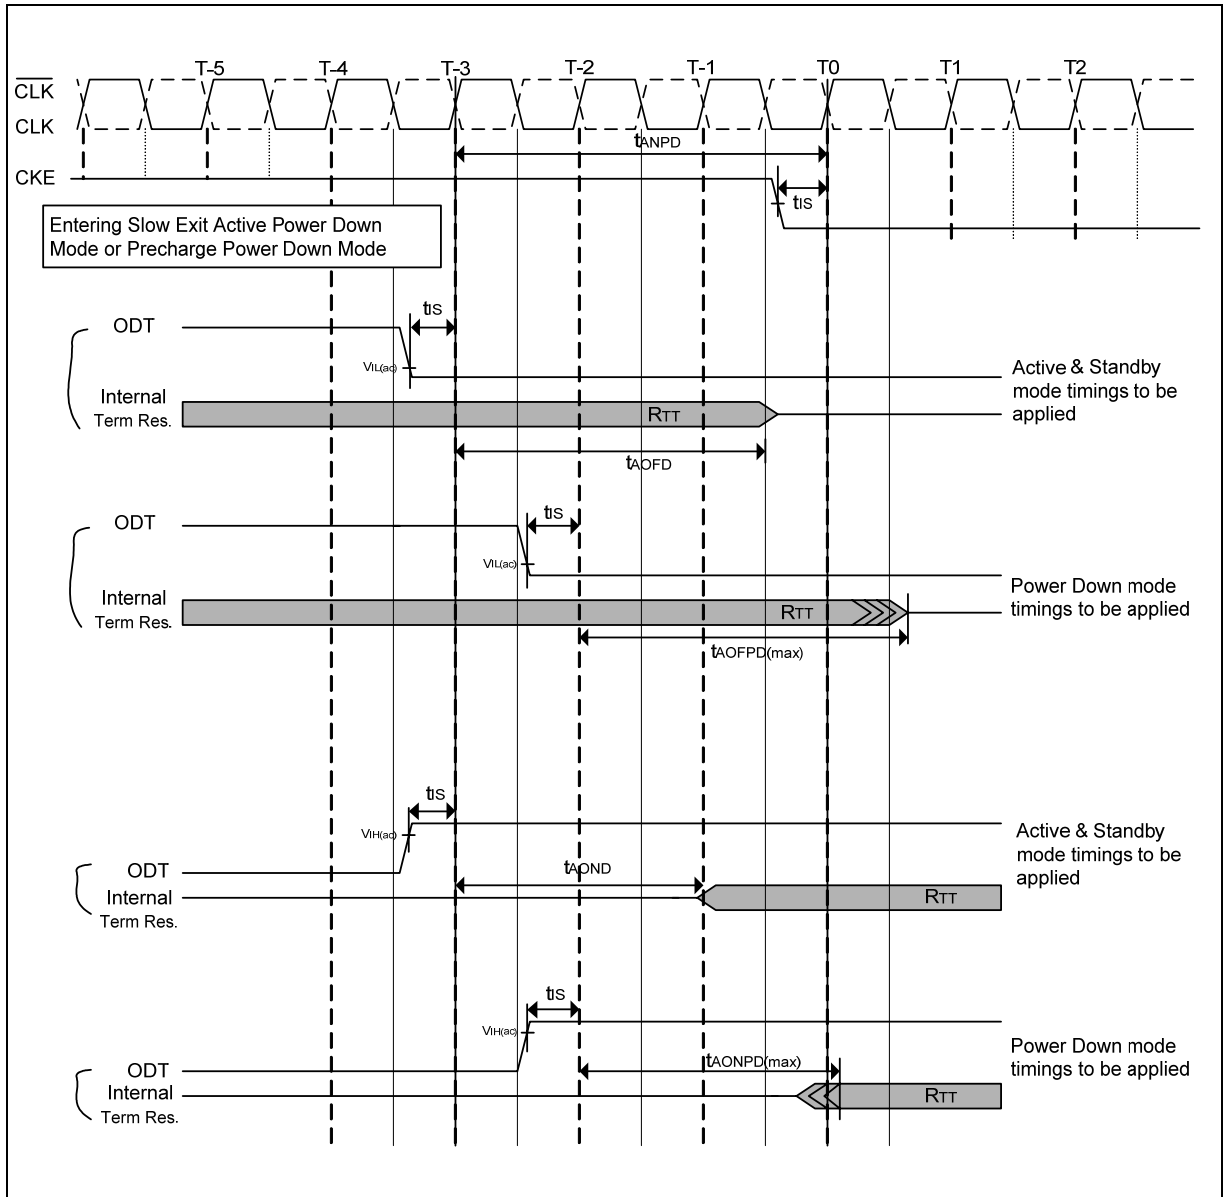 T-5 T-4 T-3 T-2 T-1 T0 T1 T2
CLK
CLK
tANPD
CKE
tIS
Entering Slow Exit Active Power Down
Mode or Precharge Power Down Mode
tIS
ODT
VIL(ac)
Active & Standby
mode timings to be
applied
Internal
Term Res.
RTT
tAOFD
tIS
ODT
VIL(ac)
Power Down mode
timings to be applied
Internal
Term Res.
RTT
tAOFPD(max)
tIS
VIH(ac)
Active & Standby
mode timings to be
applied
ODT
tAOND
Internal
Term Res.
RTT
tIS
VIH(ac)
Power Down mode
timings to be applied
ODT
tAONPD(max)
Internal
Term Res.
RTT